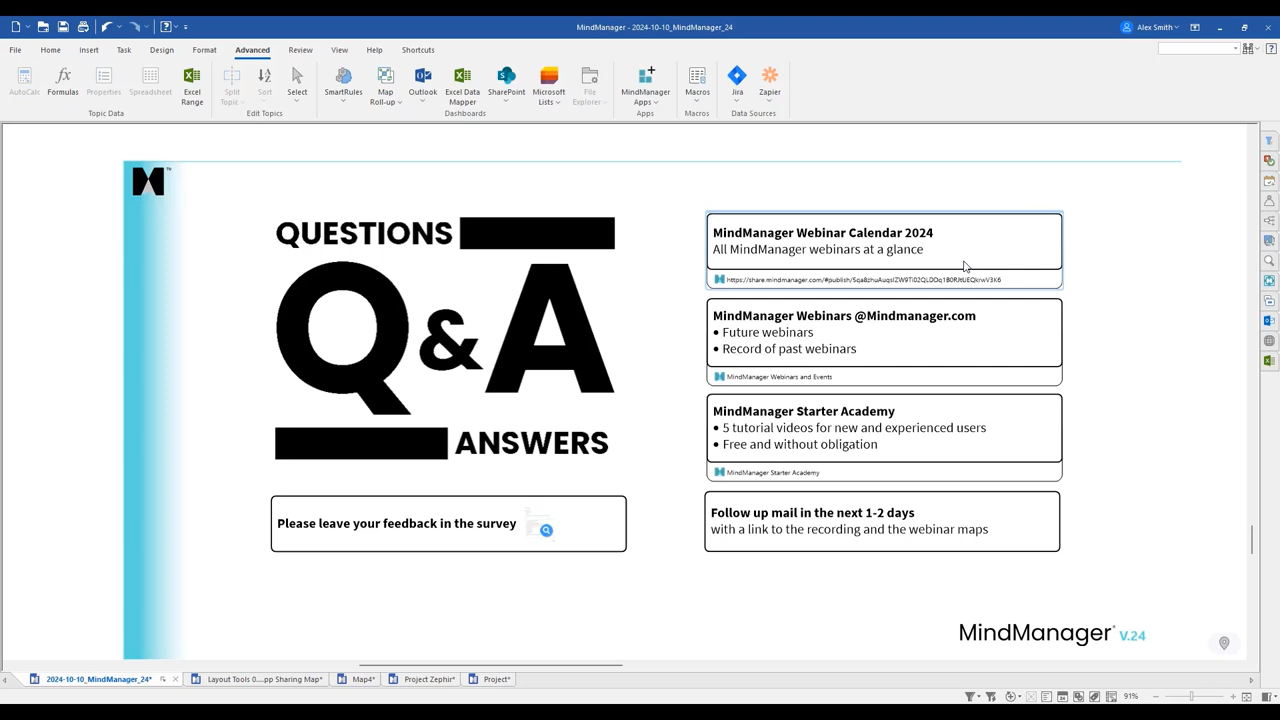 MindManager - 2024-10-10_MindManager_24
Alex Smith
File Home Insert Task Design Format Advanced Review View Help Shortcuts
AutoCalc Formulas Properties Spreadsheet Excel Range
Split Topic Sort Select
SmartRules Map Roll-up Outlook Excel Data Mapper SharePoint Microsoft Lists File Explorer
MindManager Apps Macros Jira Zapier
Topic Data Edit Topics Dashboards Apps Macros Data Sources
QUESTIONS
Q&A
ANSWERS
Please leave your feedback in the survey
MindManager Webinar Calendar 2024
All MindManager webinars at a glance
MindManager Webinars @Mindmanager.com
• Future webinars
• Record of past webinars
MindManager Webinars and Events
MindManager Starter Academy
• 5 tutorial videos for new and experienced users
• Free and without obligation
MindManager Starter Academy
Follow up mail in the next 1-2 days
with a link to the recording and the webinar maps
MindManager® V.24
2024-10-10_MindManager_24* Layout Tools 0....pp Sharing Map* Map4* Project Zephir* Project*
91%